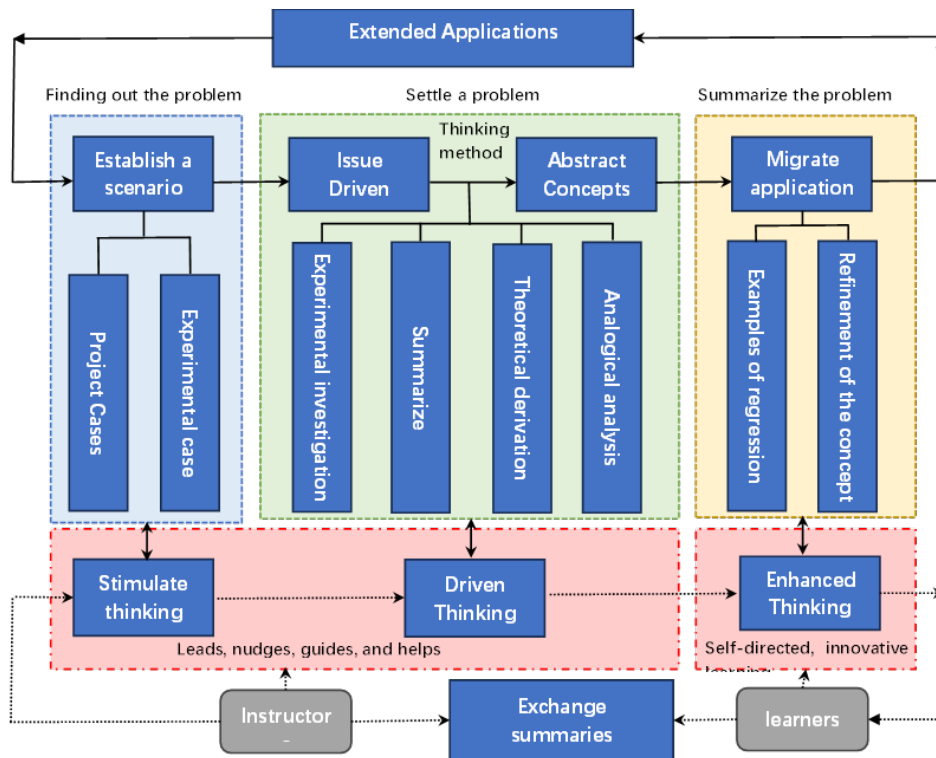 Extended Applications
Finding out the problem
Settle a problem
Summarize the problem
Establish a
scenario
Issue
Driven
Thinking
method
Abstract
Concepts
Migrate
application
Project Cases
Experimental case
Experimental investigation
Summarize
Theoretical derivation
Analogical analysis
Examples of regression
Refinement of the concept
Stimulate
thinking
Driven
Thinking
Enhanced
Thinking
Leads, nudges, guides, and helps
Self-directed, innovative
learning
Instructor
Exchange
summaries
learners